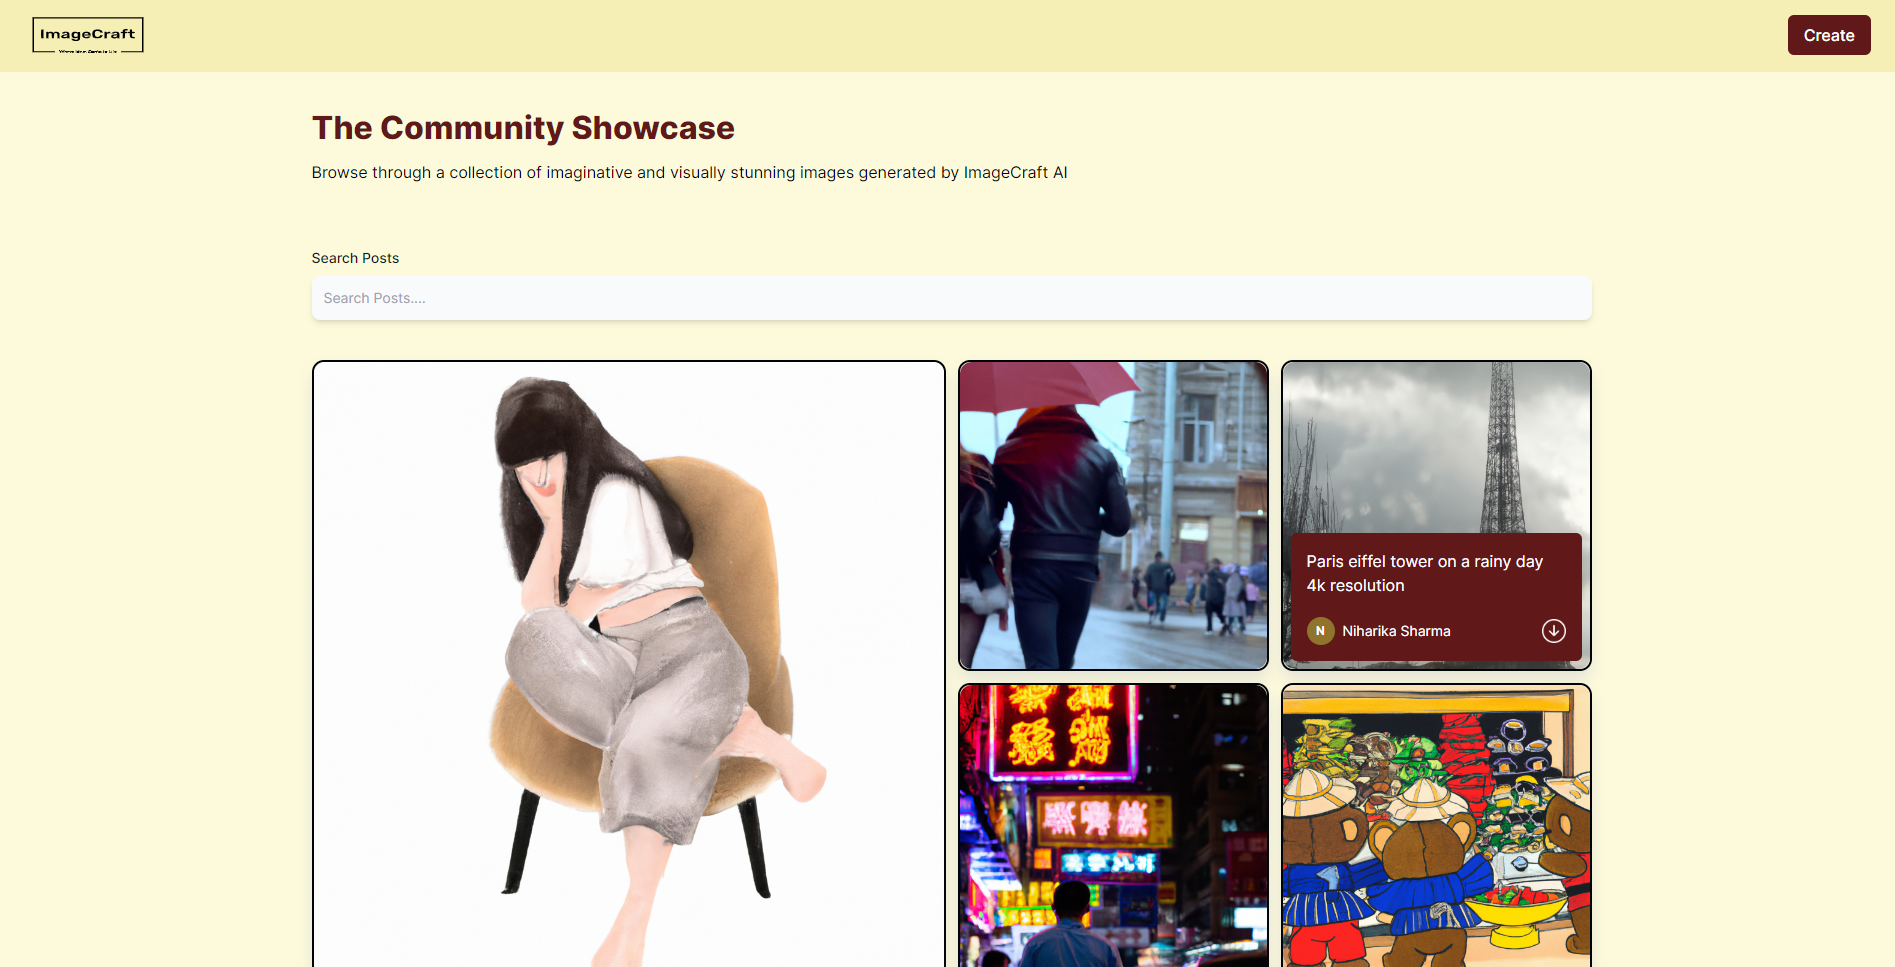 ImageCraft
Create
The Community Showcase
Browse through a collection of imaginative and visually stunning images generated by ImageCraft AI
Search Posts
Search Posts....
Paris eiffel tower on a rainy day
4k resolution
N
Niharika Sharma